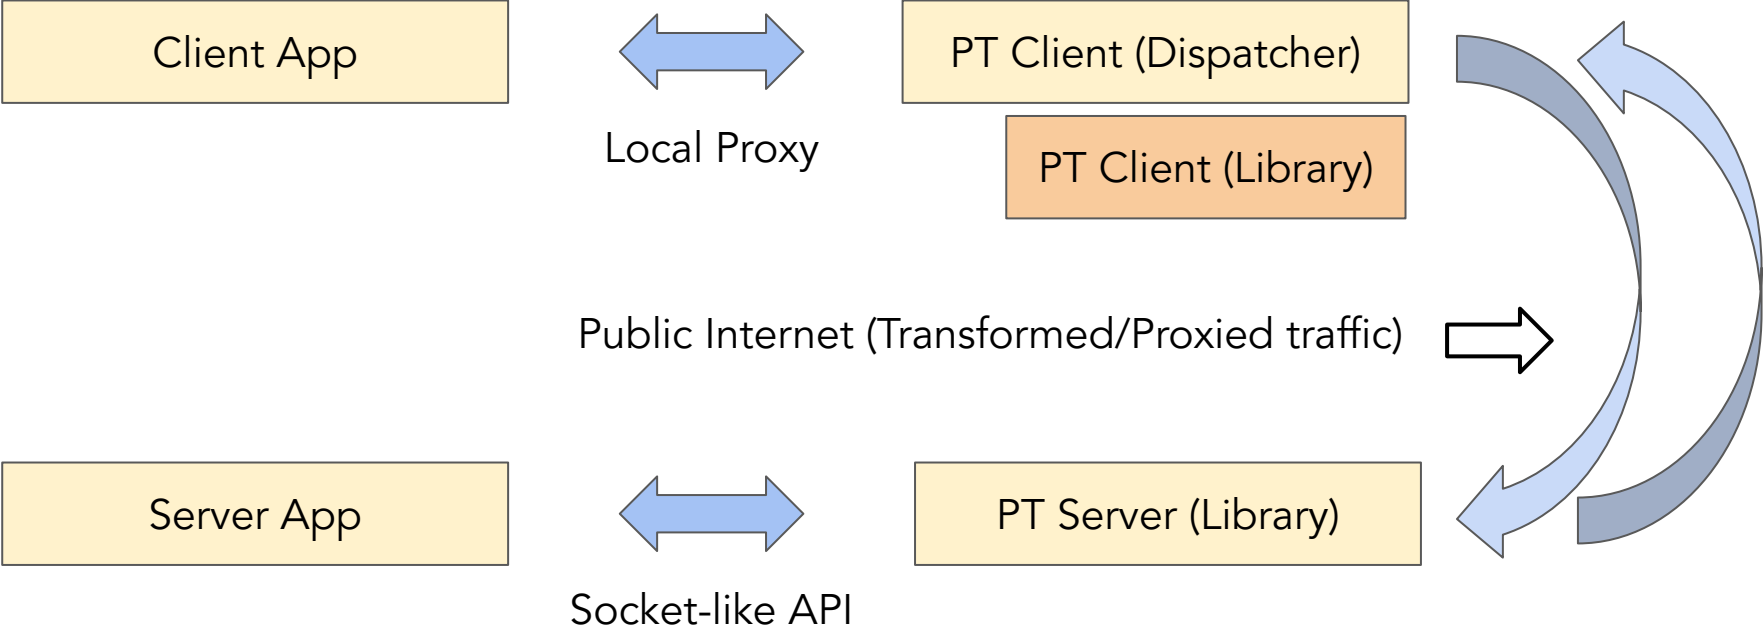 Client App
PT Client (Dispatcher)
Local Proxy
PT Client (Library)
Public Internet (Transformed/Proxied traffic)
Server App
PT Server (Library)
Socket-like API